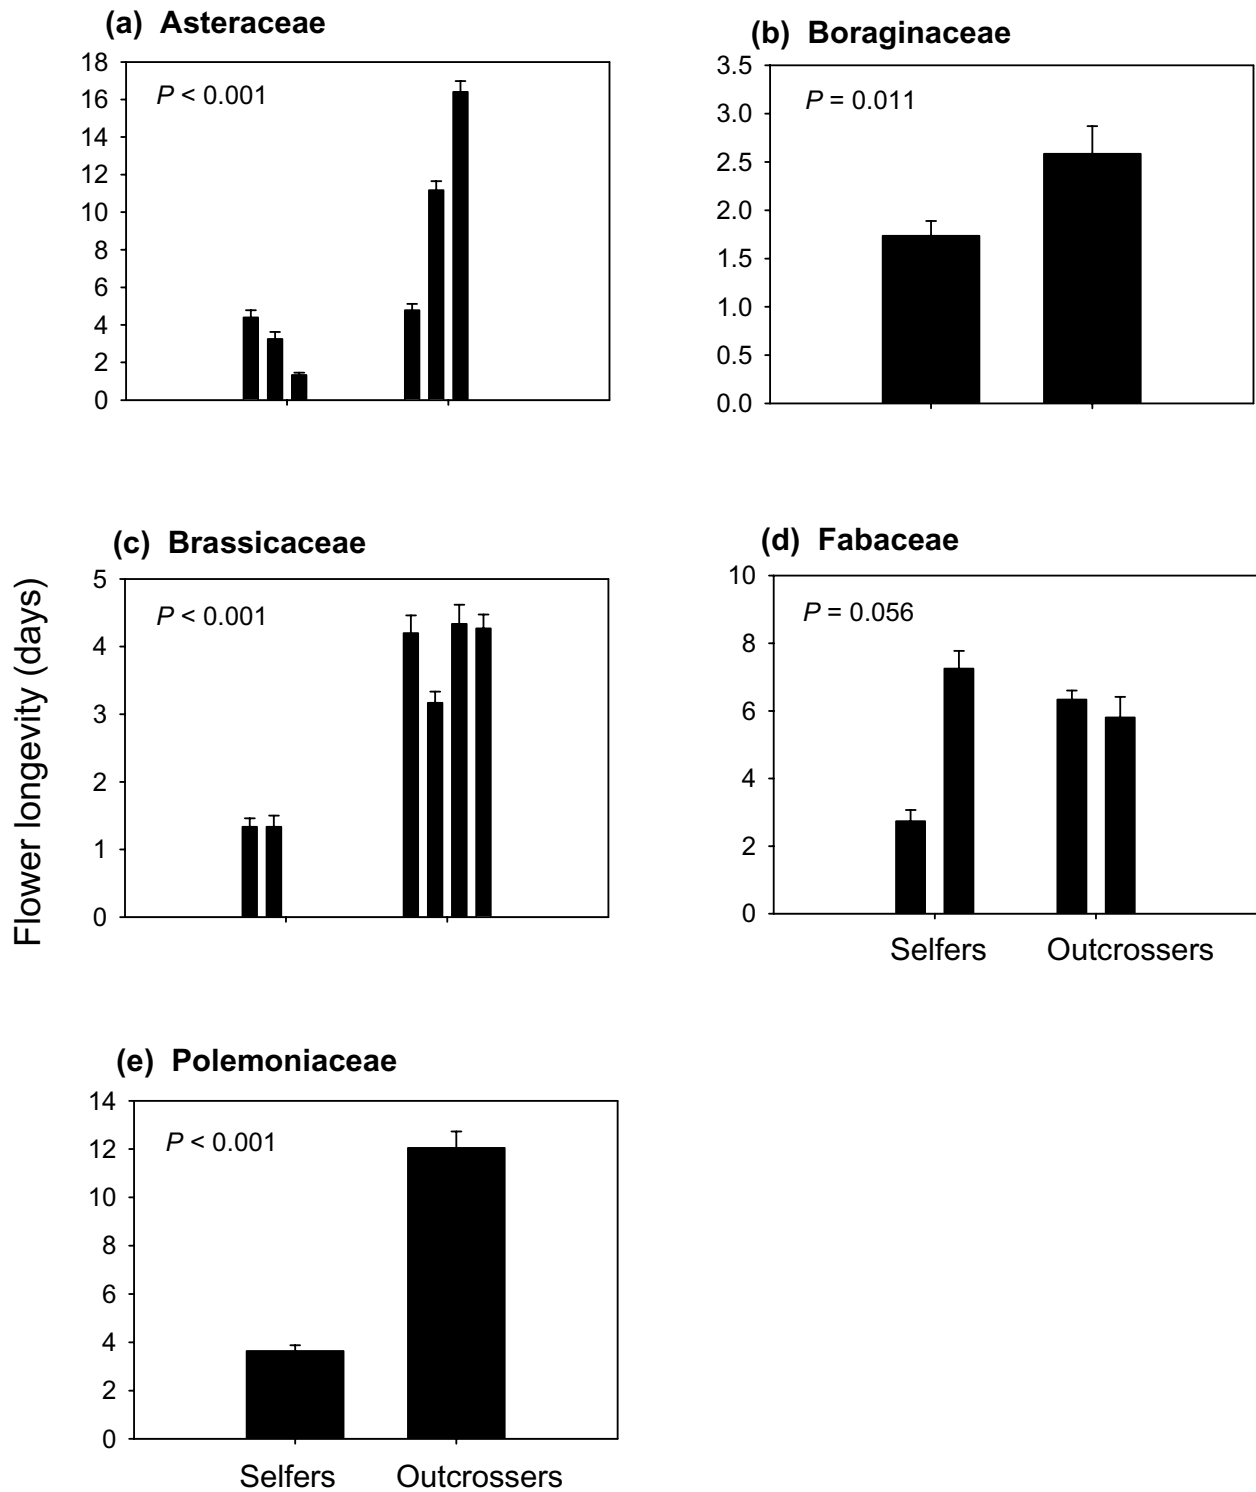 (a) Asteraceae
18
16
14
12
10
8
6
4
2
0
P < 0.001
(b) Boraginaceae
3.5
3.0
2.5
2.0
1.5
1.0
0.5
0.0
P = 0.011
Flower longevity (days)
(c) Brassicaceae
5
4
3
2
1
0
P < 0.001
(d) Fabaceae
10
8
6
4
2
0
P = 0.056
Selfers Outcrossers
(e) Polemoniaceae
14
12
10
8
6
4
2
0
P < 0.001
Selfers Outcrossers